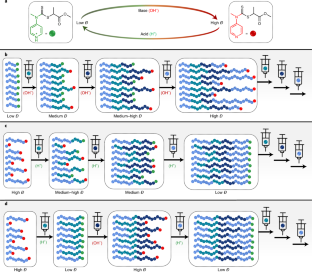 a
Base (OH⁻)
Low Đ
High Đ
Acid (H⁺)
b
(OH⁻)
(OH⁻)
(OH⁻)
Low Đ
Medium Đ
Medium–high Đ
High Đ
c
(H⁺)
(H⁺)
(H⁺)
High Đ
Medium–high Đ
Medium Đ
Low Đ
d
(H⁺)
(OH⁻)
(H⁺)
High Đ
Low Đ
High Đ
Low Đ